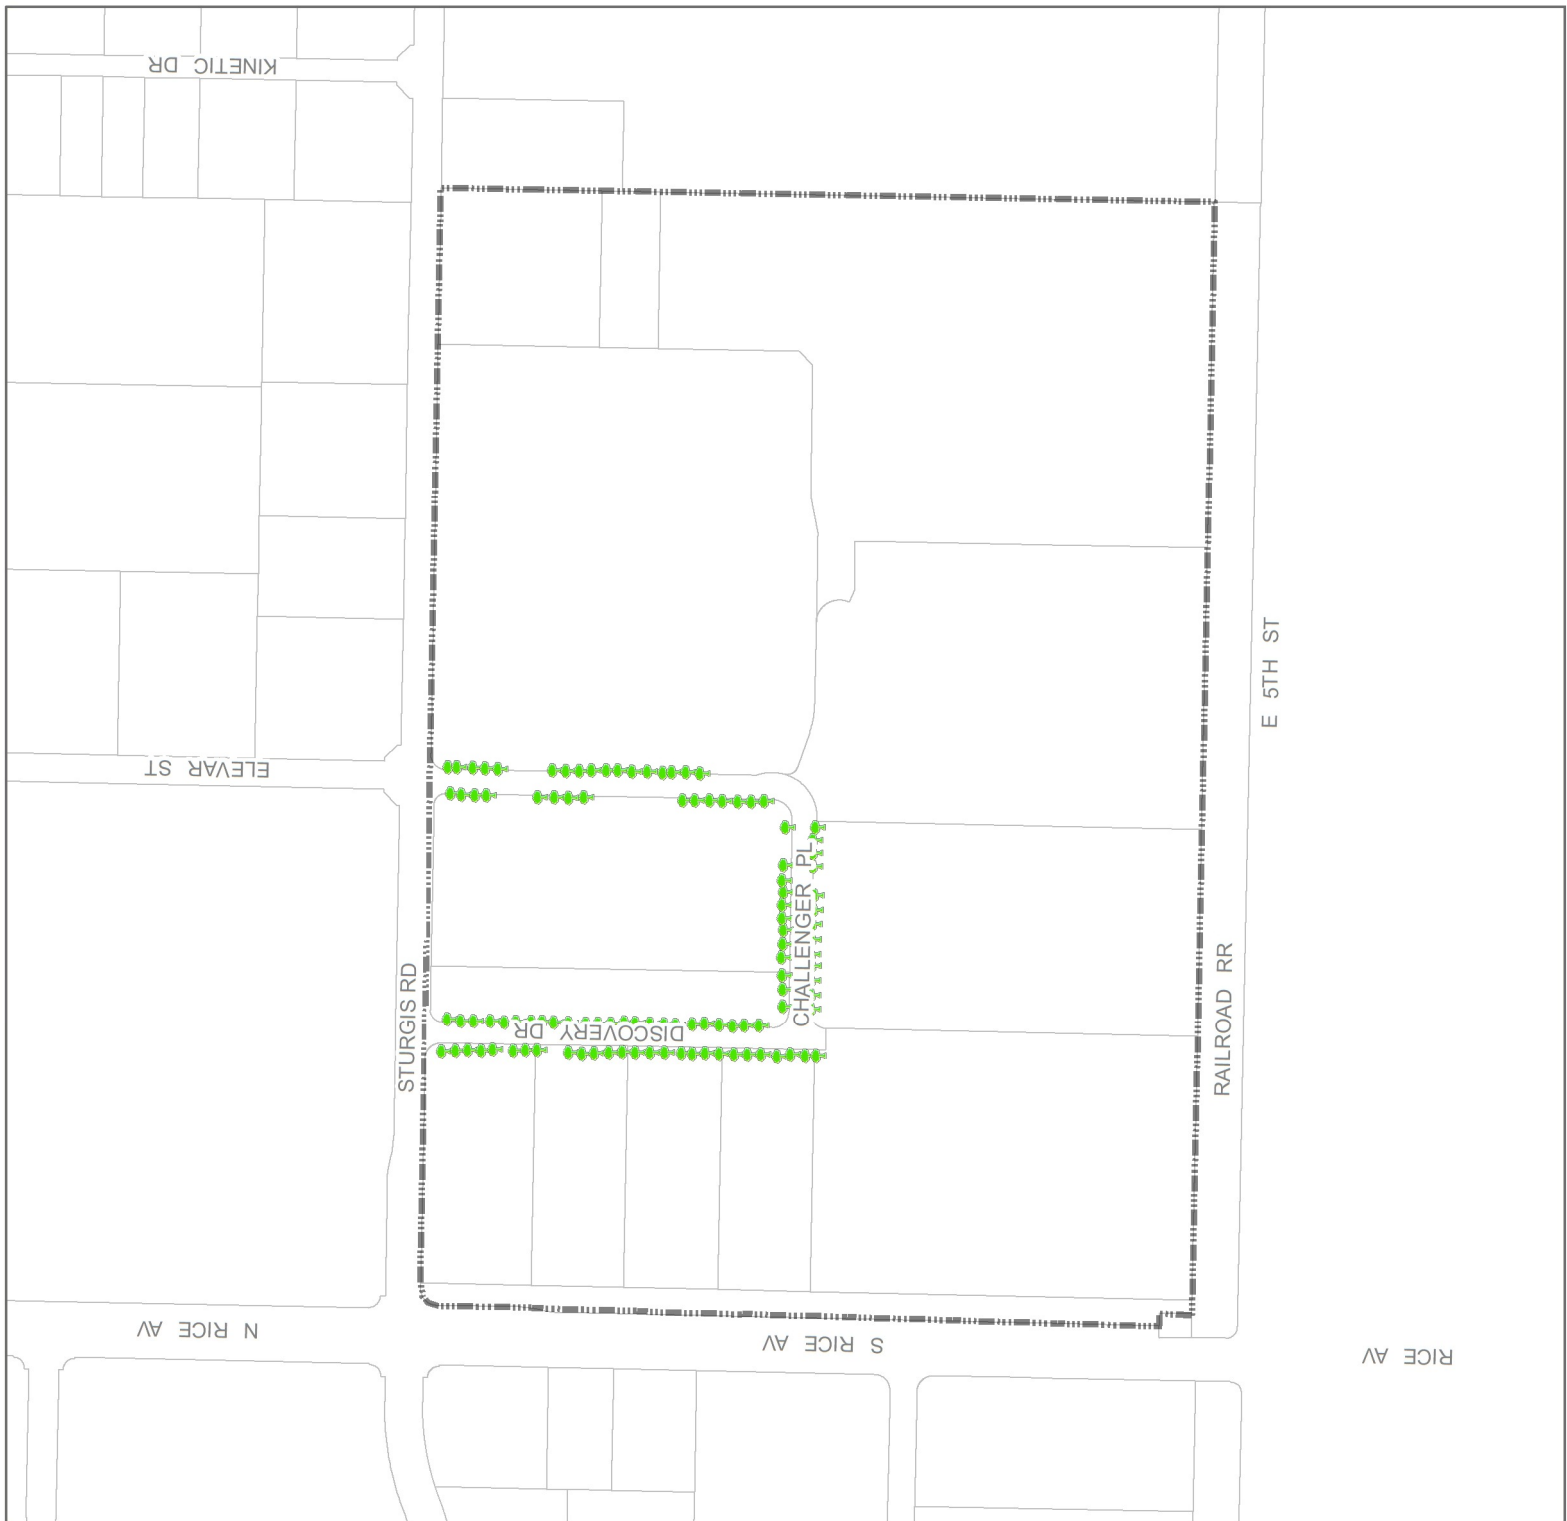 KINETIC DR
E 5TH ST
ELEVAR ST
CHALLENGER PL
STURGIS RD
DISCOVERY DR
RAILROAD RR
N RICE AV
S RICE AV
RICE AV